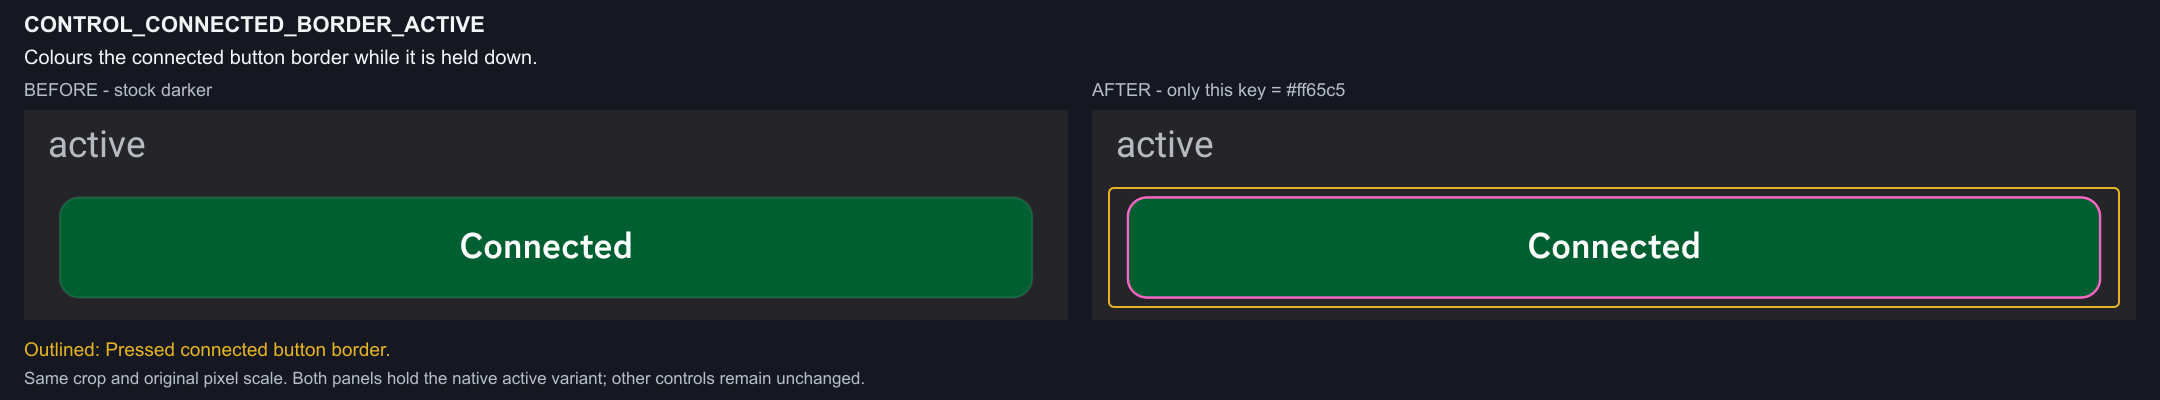 CONTROL_CONNECTED_BORDER_ACTIVE
Colours the connected button border while it is held down.
BEFORE - stock darker
AFTER - only this key = #ff65c5
active
active
Connected
Connected
Outlined: Pressed connected button border.
Same crop and original pixel scale. Both panels hold the native active variant; other controls remain unchanged.